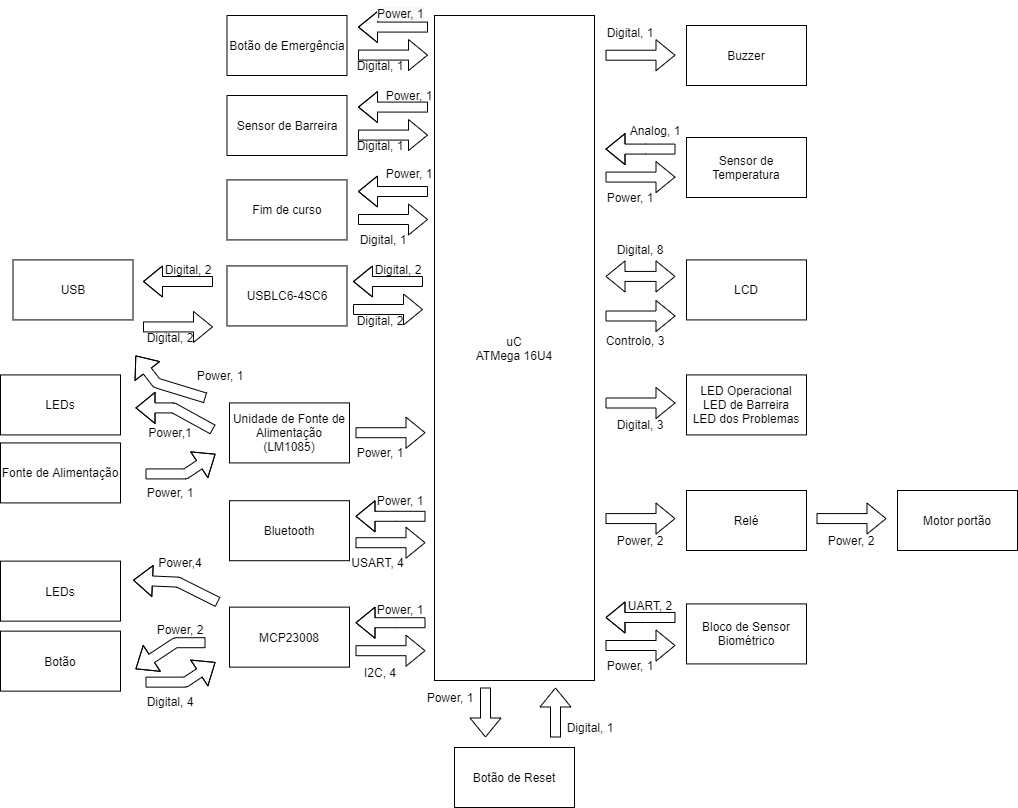 Power, 1
Botão de Emergência
Digital, 1
Power, 1
Sensor de Barreira
Digital, 1
Power, 1
Fim de curso
Digital, 1
USB
Digital, 2
Digital, 2
USBLC6-4SC6
Digital, 2
Digital, 2
LEDs
Power, 1
Power,1
Fonte de Alimentação
Power, 1
Unidade de Fonte de
Alimentação
(LM1085)
Power, 1
Bluetooth
Power, 1
USART, 4
LEDs
Power,4
Botão
Power, 2
Digital, 4
MCP23008
Power, 1
I2C, 4
uC
ATMega 16U4
Power, 1
Digital, 1
Botão de Reset
Digital, 1
Buzzer
Analog, 1
Power, 1
Sensor de
Temperatura
Digital, 8
Controlo, 3
LCD
Digital, 3
LED Operacional
LED de Barreira
LED dos Problemas
Power, 2
Relé
Power, 2
Motor portão
UART, 2
Power, 1
Bloco de Sensor
Biométrico